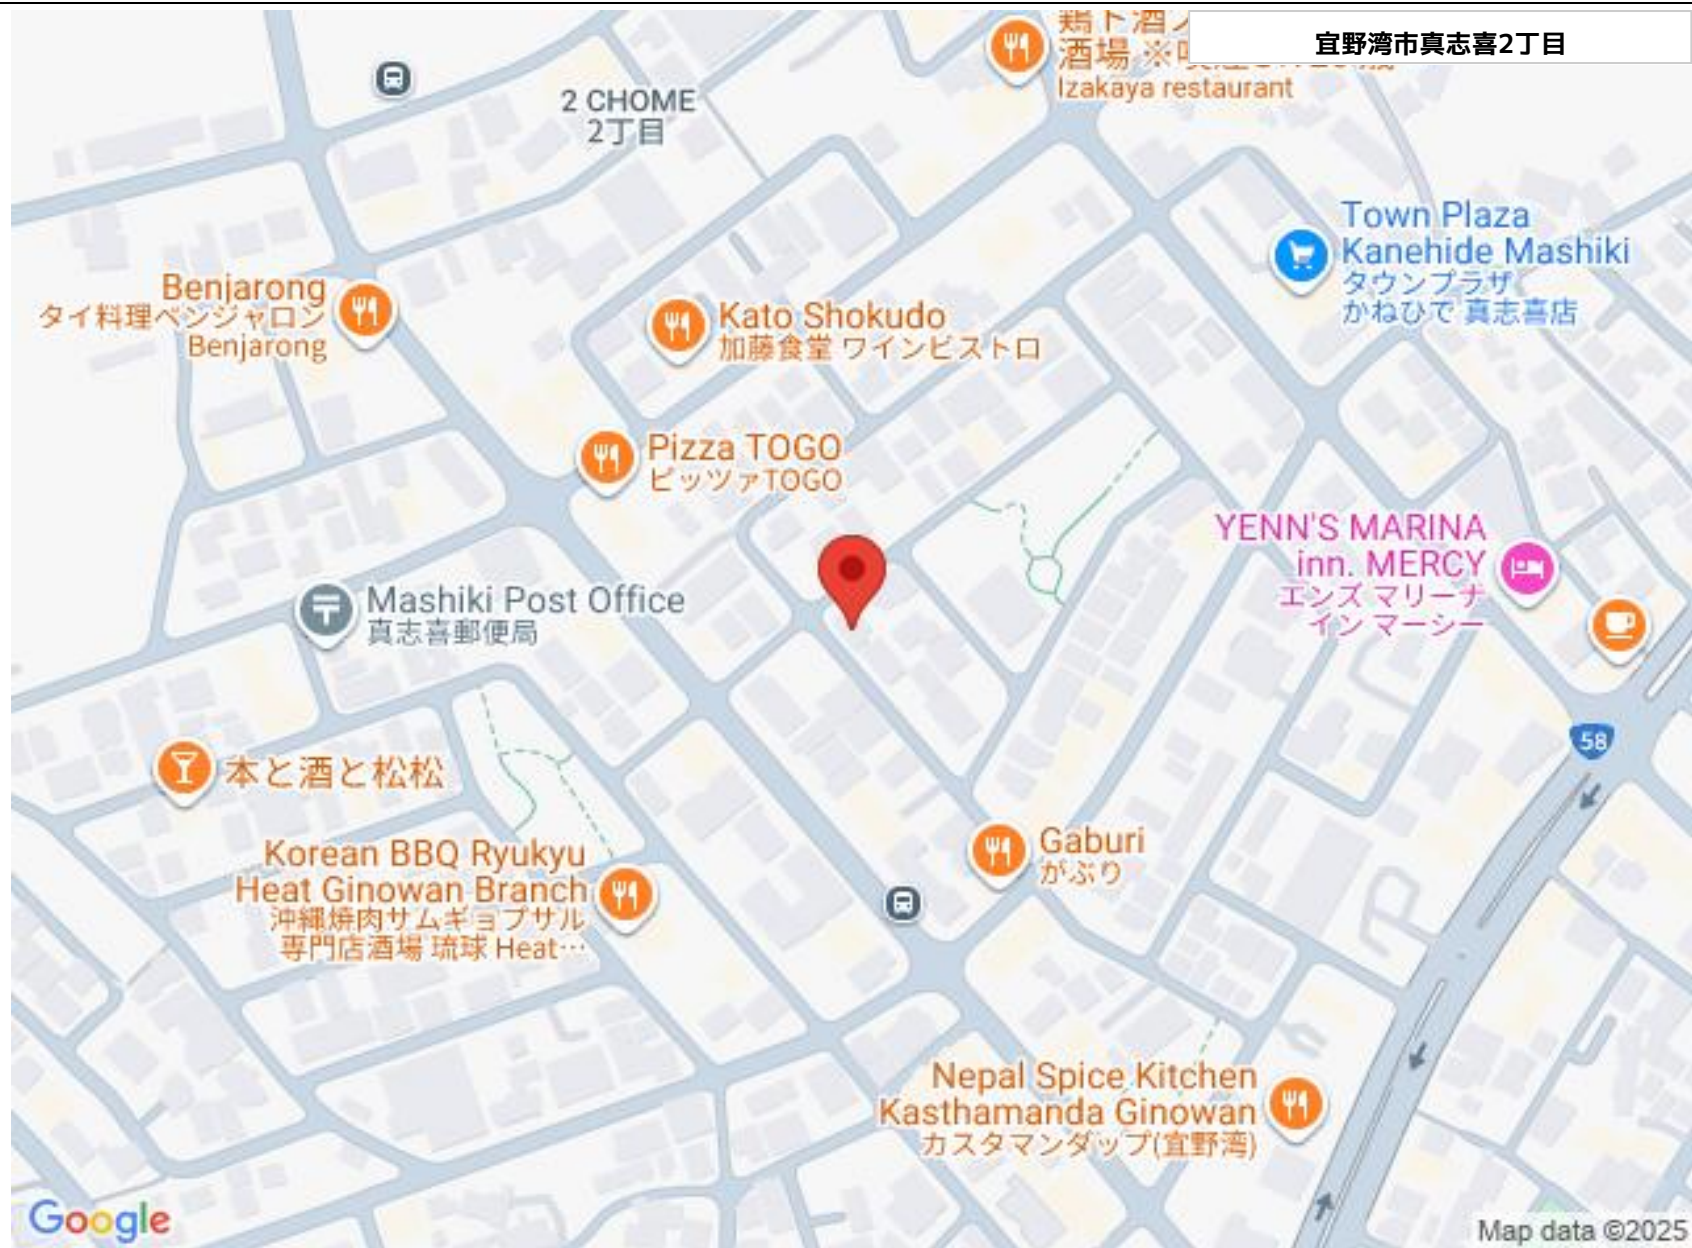 宜野湾市真志喜2丁目
Izakaya restaurant
2 CHOME
2丁目
Town Plaza
Kanehide Mashiki
タウンプラザ
かねひで 真志喜店
Benjarong
タイ料理ベンジャロン
Benjarong
Kato Shokudo
加藤食堂 ワインビストロ
Pizza TOGO
ピッツァTOGO
YENN'S MARINA
inn. MERCY
エンズ マリーナ
イン マーシー
Mashiki Post Office
真志喜郵便局
58
本と酒と松松
Korean BBQ Ryukyu
Heat Ginowan Branch
沖縄焼肉サムギョプサル
専門店酒場 琉球 Heat…
Gaburi
がぶり
Nepal Spice Kitchen
Kasthamanda Ginowan
カスタマンダップ(宜野湾)
Google
Map data ©2025